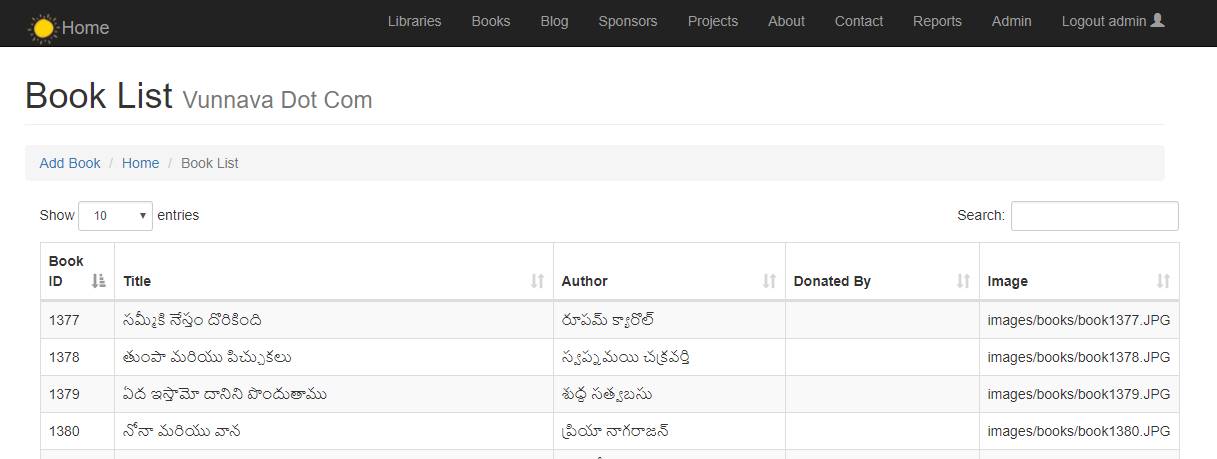 Home Libraries Books Blog Sponsors Projects About Contact Reports Admin Logout admin
Book List Vunnava Dot Com
Add Book / Home / Book List
Show 10 entries Search:
Book ID Title Author Donated By Image
1377 సమ్మీకి నేస్తం దొరికింది రూపమ్ క్యారొల్ images/books/book1377.JPG
1378 తుంపా మరియు పిచ్చుకలు స్వప్నమయి చక్రవర్తి images/books/book1378.JPG
1379 ఏద ఇస్తామో దానిని పొందుతాము శుద్ధ సత్వబసు images/books/book1379.JPG
1380 నోనా మరియు వాన ప్రియా నాగరాజన్ images/books/book1380.JPG